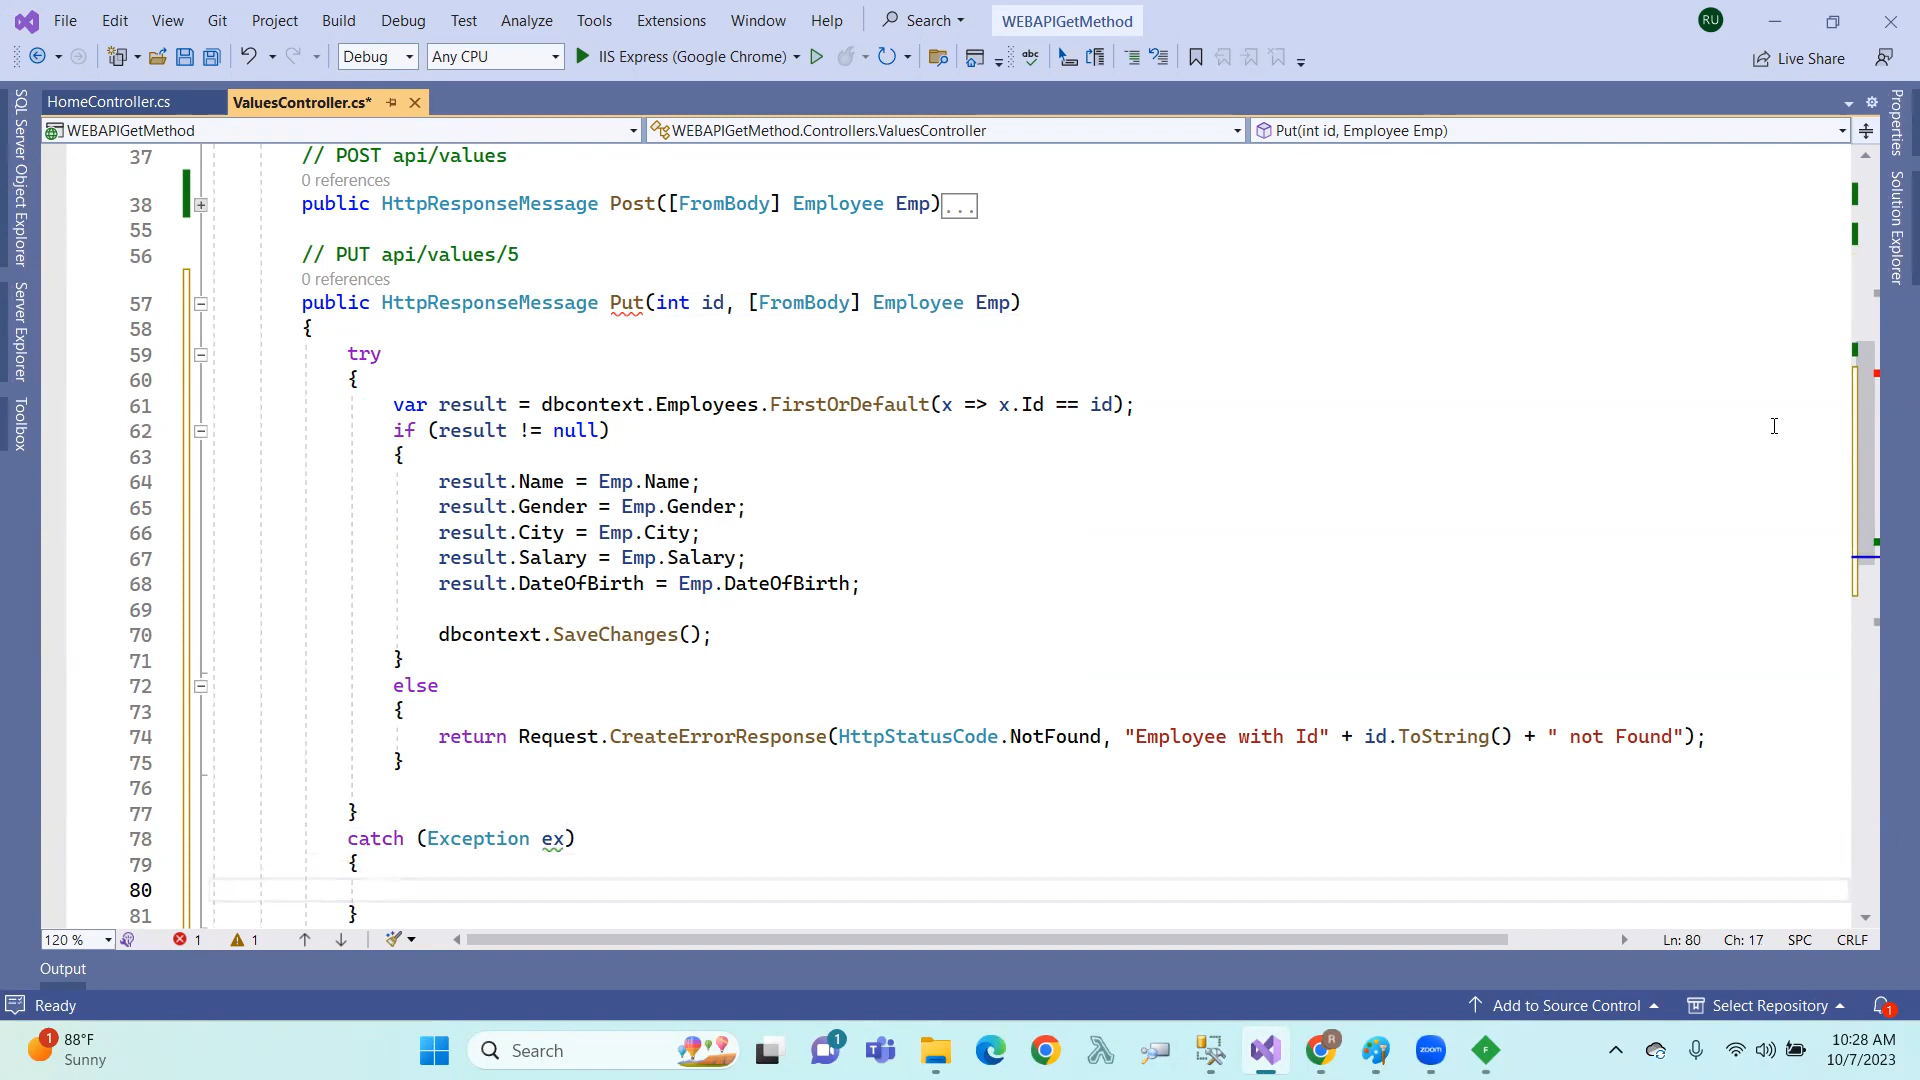 File Edit View Git Project Build Debug Test Analyze Tools Extensions Window Help Search WEBAPIGetMethod RU
Debug Any CPU IIS Express (Google Chrome) abc Live Share
HomeController.cs ValuesController.cs*
WEBAPIGetMethod WEBAPIGetMethod.Controllers.ValuesController Put(int id, Employee Emp)
SQL Server Object Explorer
Server Explorer
Toolbox
Properties
Solution Explorer
37 // POST api/values
0 references
38 public HttpResponseMessage Post([FromBody] Employee Emp)...
55
56 // PUT api/values/5
0 references
57 public HttpResponseMessage Put(int id, [FromBody] Employee Emp)
58 {
59 try
60 {
61 var result = dbcontext.Employees.FirstOrDefault(x => x.Id == id);
62 if (result != null)
63 {
64 result.Name = Emp.Name;
65 result.Gender = Emp.Gender;
66 result.City = Emp.City;
67 result.Salary = Emp.Salary;
68 result.DateOfBirth = Emp.DateOfBirth;
69
70 dbcontext.SaveChanges();
71 }
72 else
73 {
74 return Request.CreateErrorResponse(HttpStatusCode.NotFound, "Employee with Id" + id.ToString() + " not Found");
75 }
76
77 }
78 catch (Exception ex)
79 {
80
81 }
120 % 1 1 Ln: 80 Ch: 17 SPC CRLF
Output
Ready Add to Source Control Select Repository 1
1 88°F
Sunny
Search 1 R zoom F
10:28 AM
10/7/2023